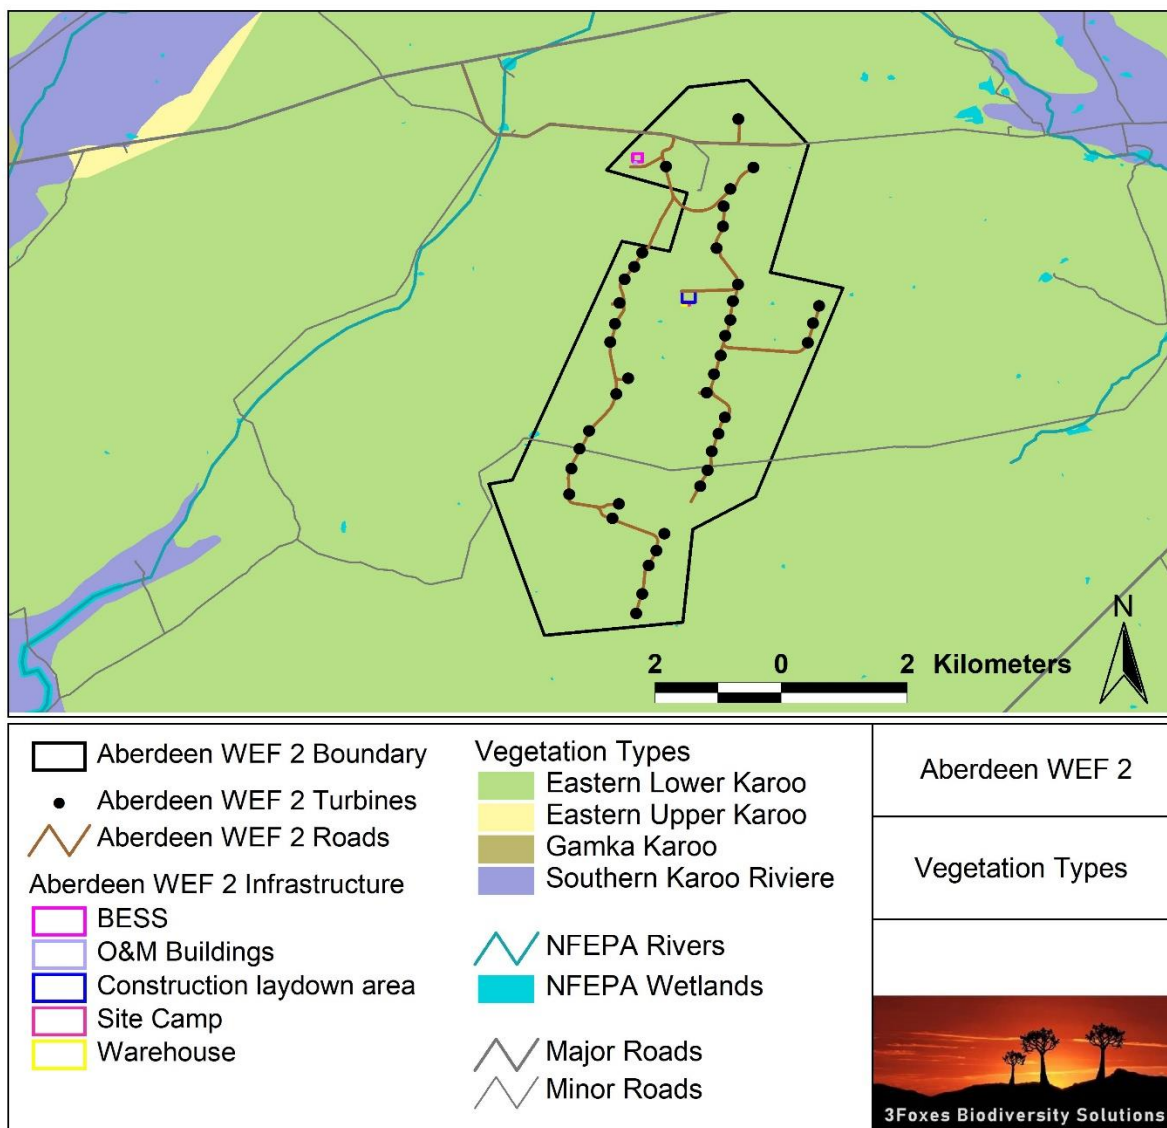 N
2 0 2 Kilometers
Aberdeen WEF 2 Boundary
Aberdeen WEF 2 Turbines
Aberdeen WEF 2 Roads
Aberdeen WEF 2 Infrastructure
BESS
O&M Buildings
Construction laydown area
Site Camp
Warehouse
Vegetation Types
Eastern Lower Karoo
Eastern Upper Karoo
Gamka Karoo
Southern Karoo Riviere
NFEPA Rivers
NFEPA Wetlands
Major Roads
Minor Roads
Aberdeen WEF 2
Vegetation Types
3Foxes Biodiversity Solutions